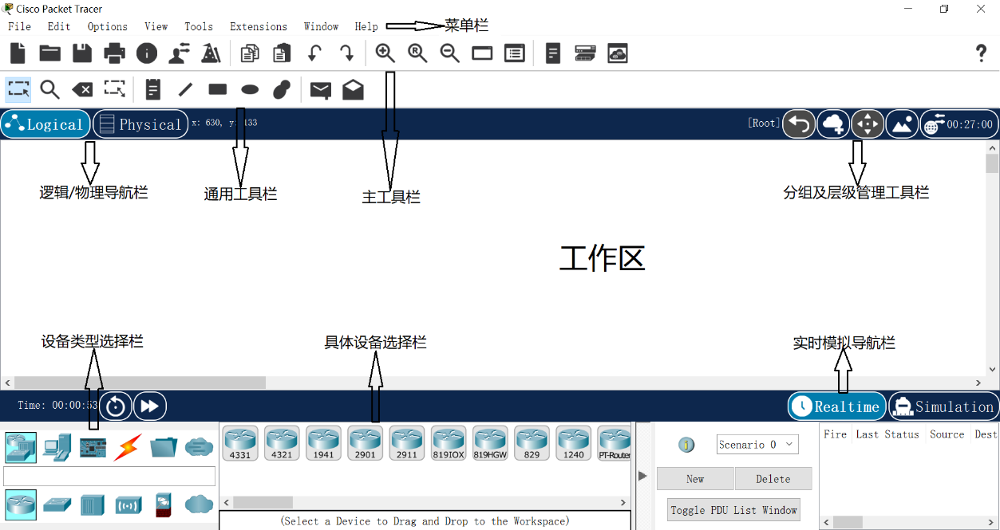 Cisco Packet Tracer
File Edit Options View Tools Extensions Window Help 菜单栏
Logical Physical x: 630, y: 133 [Root] 00:27:00
逻辑/物理导航栏 通用工具栏 主工具栏 分组及层级管理工具栏
工作区
设备类型选择栏 具体设备选择栏 实时模拟导航栏
Time: 00:00:53 Realtime Simulation
4331 4321 1941 2901 2911 819IOX 819HGW 829 1240 PT-Router
Scenario 0
Fire Last Status Source Dest
New Delete
Toggle PDU List Window
(Select a Device to Drag and Drop to the Workspace)